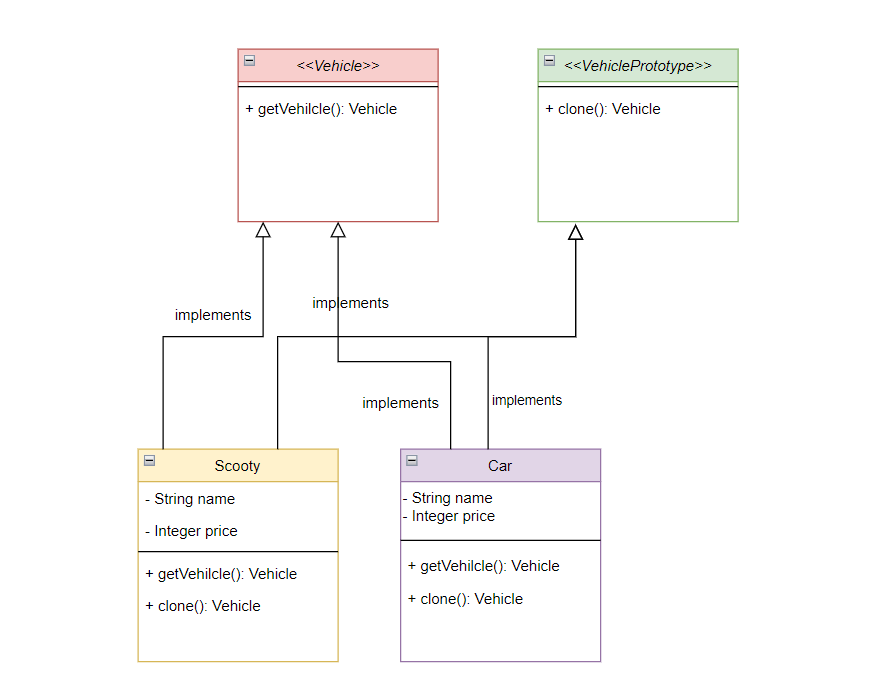 <<Vehicle>>
+ getVehilcle(): Vehicle
<<VehiclePrototype>>
+ clone(): Vehicle
implements
implements
implements
implements
Scooty
- String name
- Integer price
+ getVehilcle(): Vehicle
+ clone(): Vehicle
Car
- String name
- Integer price
+ getVehilcle(): Vehicle
+ clone(): Vehicle